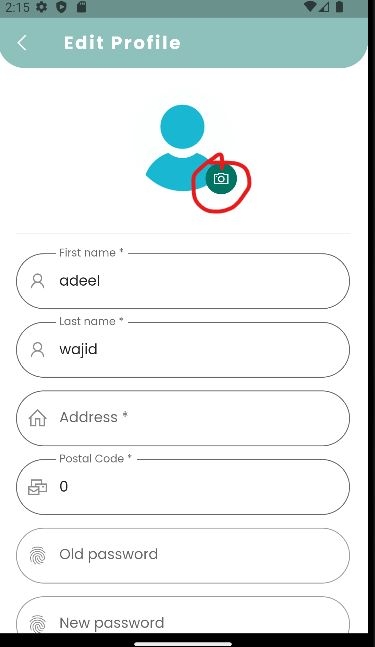 2:15
Edit Profile
First name *
adeel
Last name *
wajid
Address *
Postal Code *
0
Old password
New password